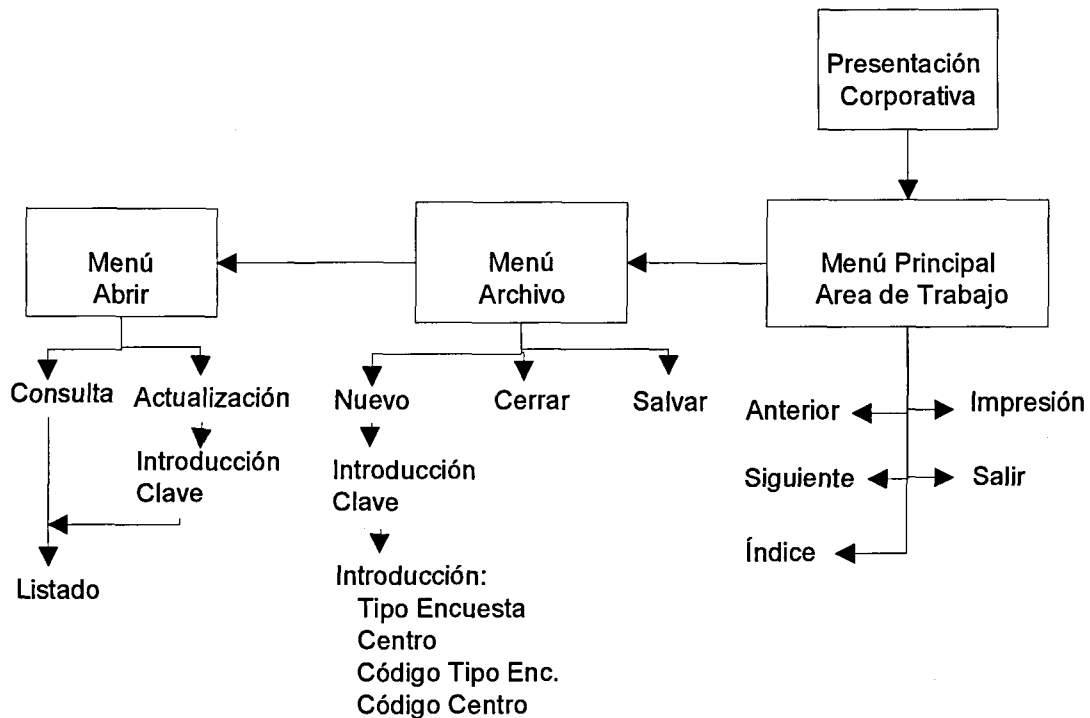 Presentación
Corporativa
Menú
Abrir
Menú
Archivo
Menú Principal
Area de Trabajo
Consulta
Actualización
Nuevo
Cerrar
Salvar
Anterior
Impresión
Introducción
Clave
Introducción
Clave
Siguiente
Salir
Índice
Listado
Introducción:
Tipo Encuesta
Centro
Código Tipo Enc.
Código Centro